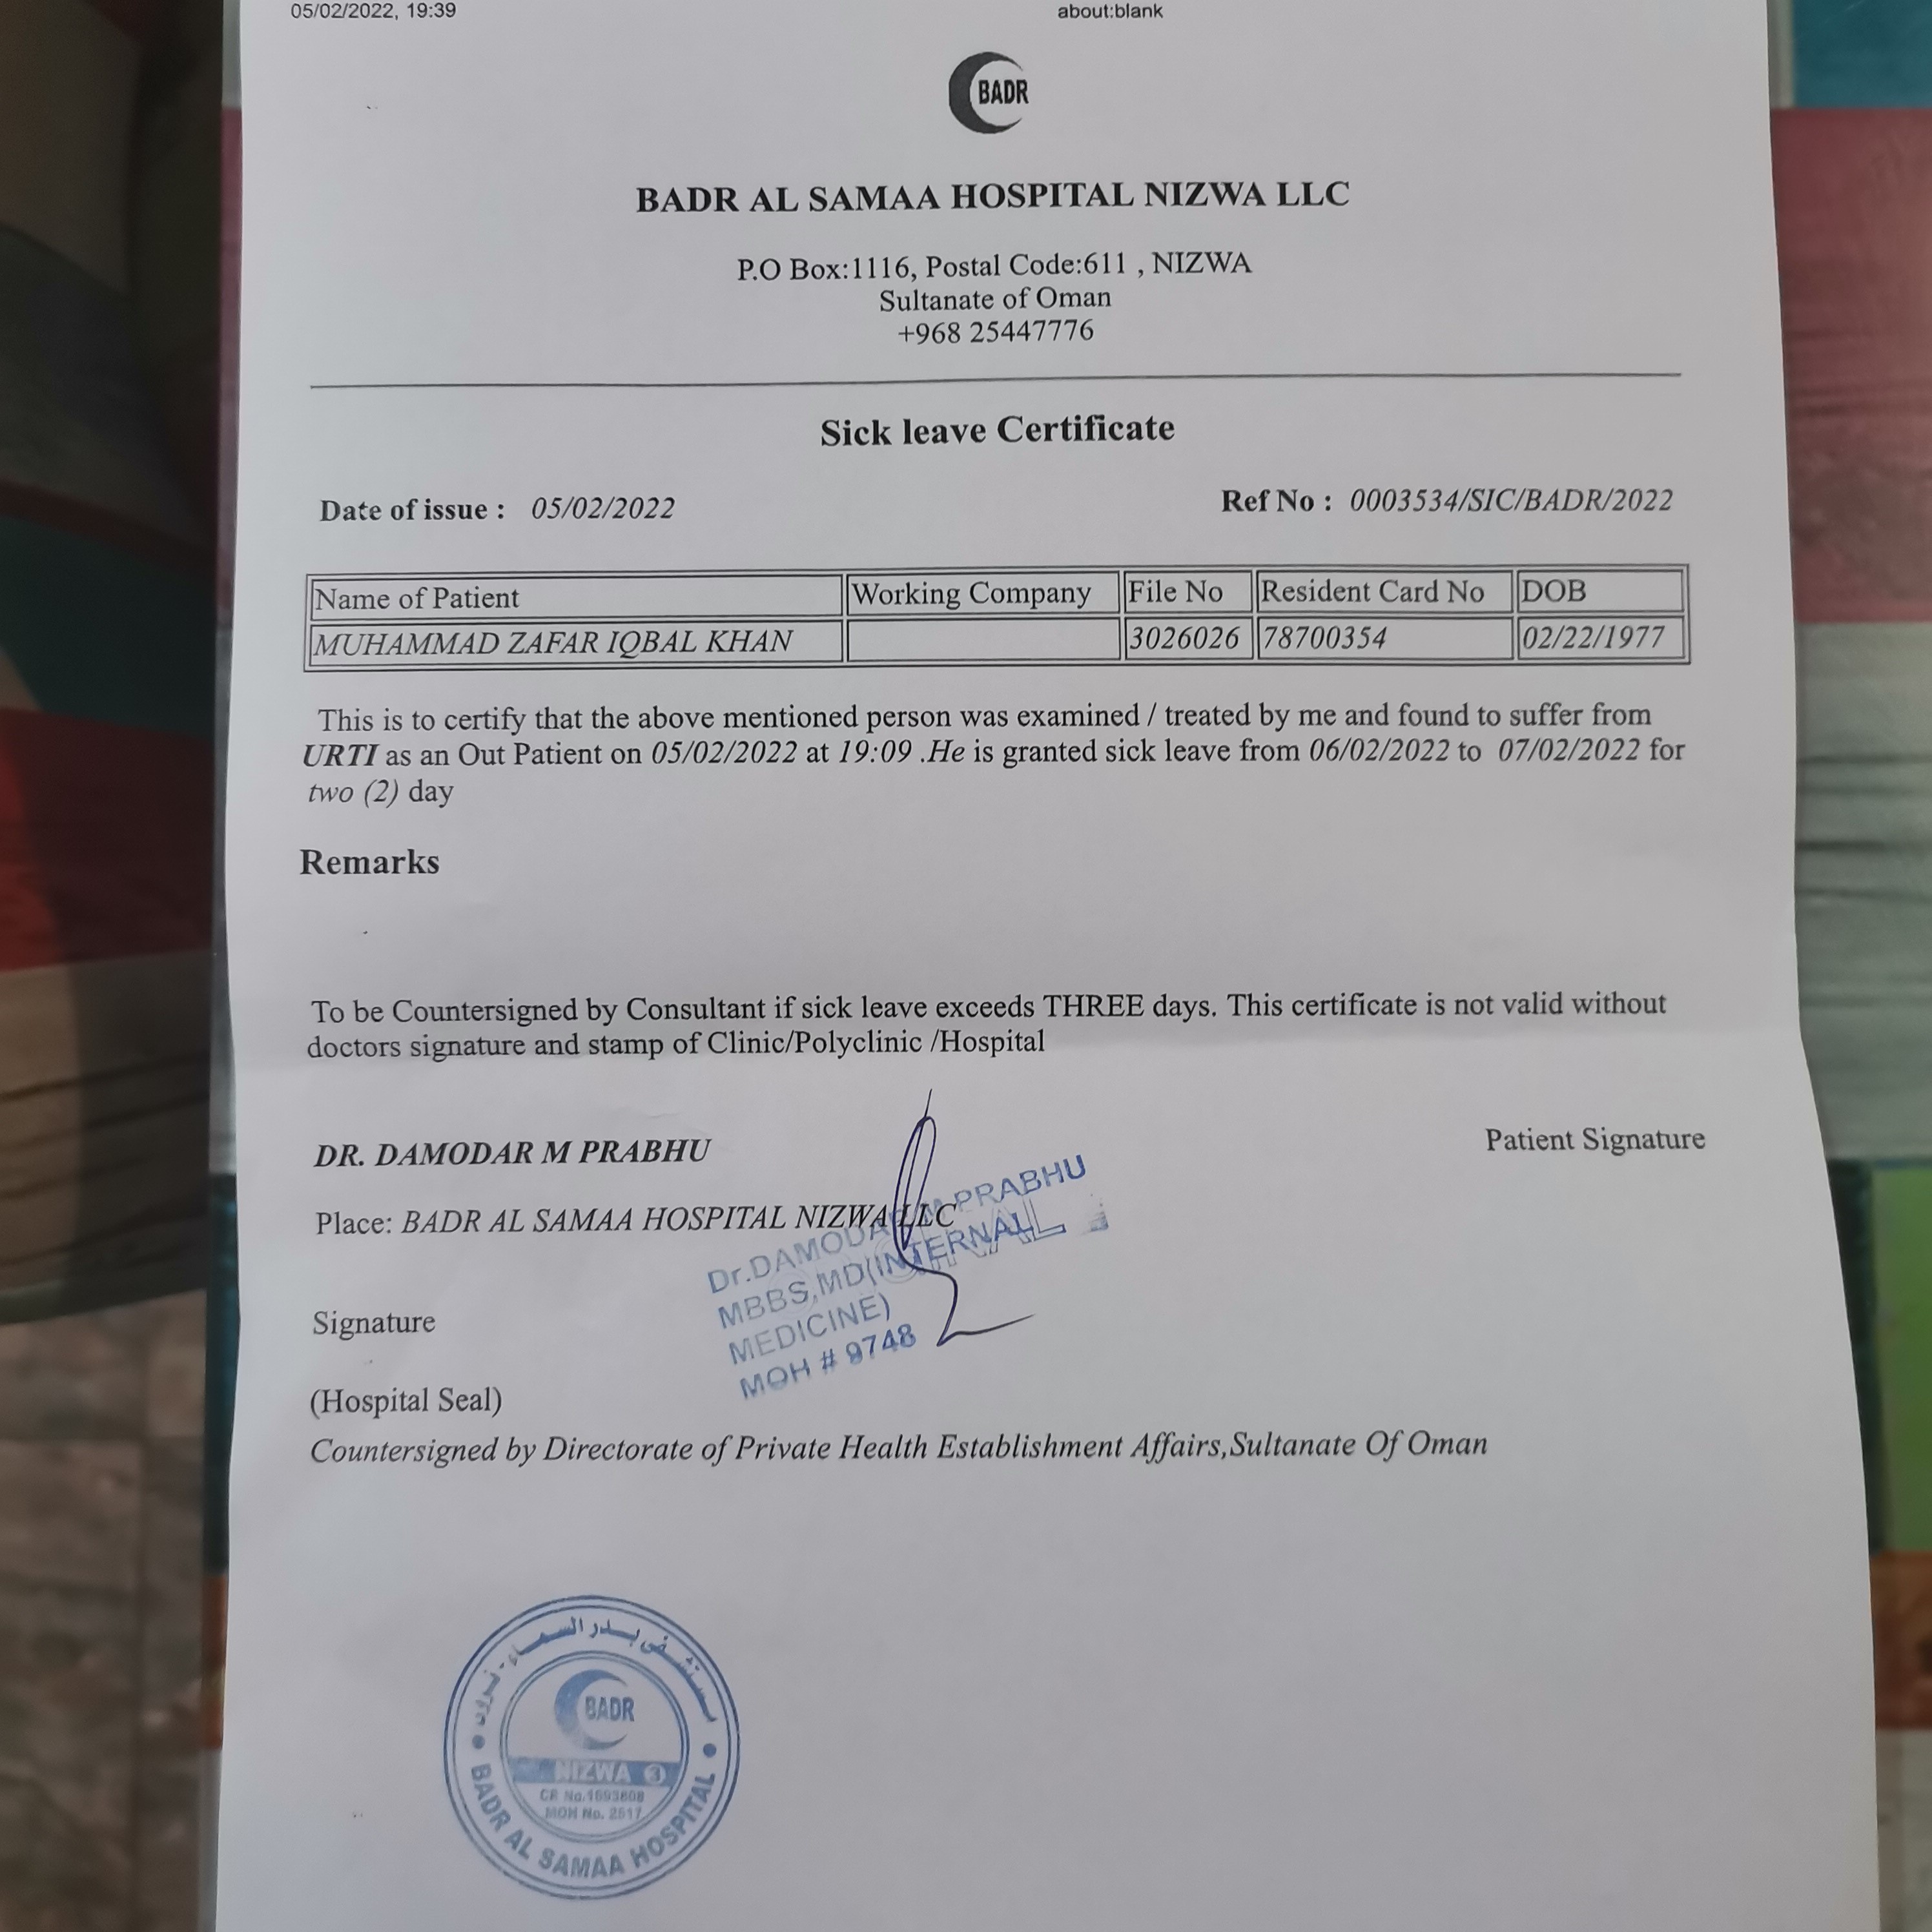 05/02/2022, 19:39
about:blank
BADR
BADR AL SAMAA HOSPITAL NIZWA LLC
P.O Box:1116, Postal Code:611 , NIZWA
Sultanate of Oman
+968 25447776
Sick leave Certificate
Date of issue : 05/02/2022
Ref No : 0003534/SIC/BADR/2022
Name of Patient Working Company File No Resident Card No DOB
MUHAMMAD ZAFAR IQBAL KHAN 3026026 78700354 02/22/1977
This is to certify that the above mentioned person was examined / treated by me and found to suffer from
URTI as an Out Patient on 05/02/2022 at 19:09 .He is granted sick leave from 06/02/2022 to 07/02/2022 for
two (2) day
Remarks
To be Countersigned by Consultant if sick leave exceeds THREE days. This certificate is not valid without
doctors signature and stamp of Clinic/Polyclinic /Hospital
DR. DAMODAR M PRABHU
Patient Signature
Place: BADR AL SAMAA HOSPITAL NIZWA LLC
Dr.DAMODAR M PRABHU
MBBS,MD(INTERNAL
MEDICINE)
MOH # 9748
Signature
(Hospital Seal)
Countersigned by Directorate of Private Health Establishment Affairs,Sultanate Of Oman
مستشفى بدر السماء - نزوى
BADR
NIZWA 3
CR No.1693808
MOH No. 2617
BADR AL SAMAA HOSPITAL